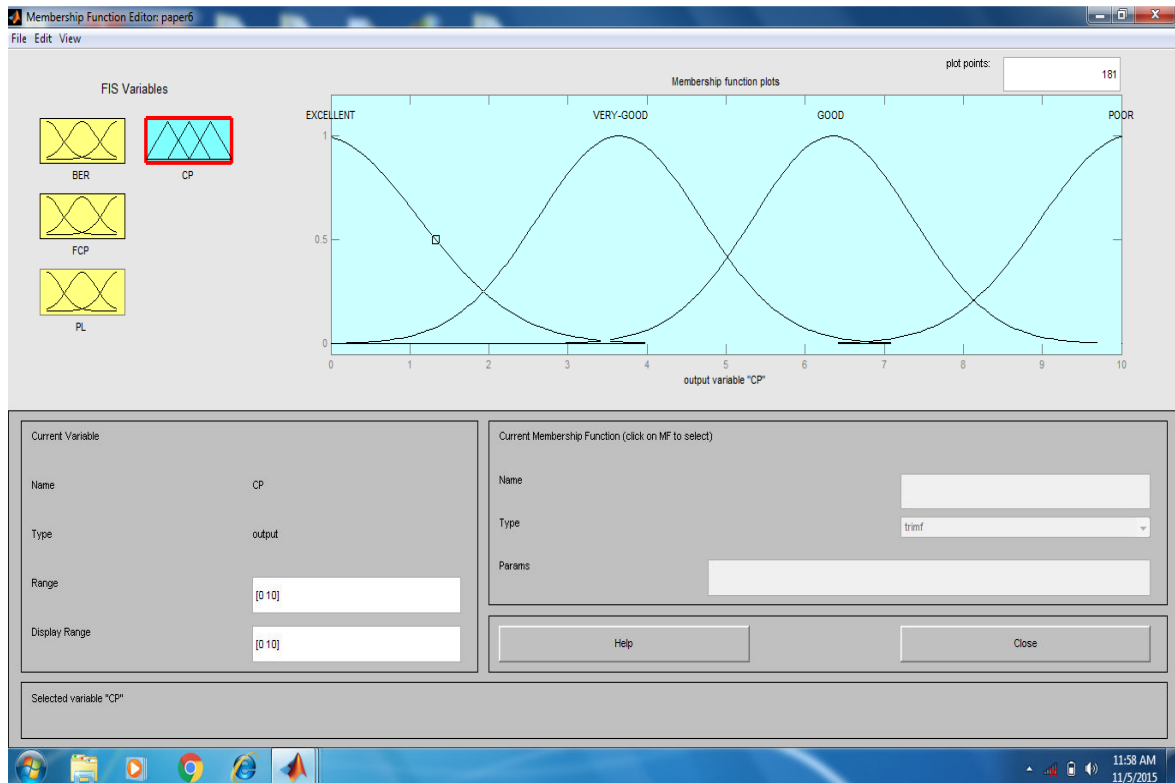 Membership Function Editor: paper6
File Edit View
FIS Variables
BER
CP
FCP
PL
plot points:
181
Membership function plots
EXCELLENT VERY-GOOD GOOD POOR
1
0.5
0
0 1 2 3 4 5 6 7 8 9 10
output variable "CP"
Current Variable
Name CP
Type output
Range [0 10]
Display Range [0 10]
Current Membership Function (click on MF to select)
Name
Type trimf
Params
Help Close
Selected variable "CP"
11:58 AM
11/5/2015